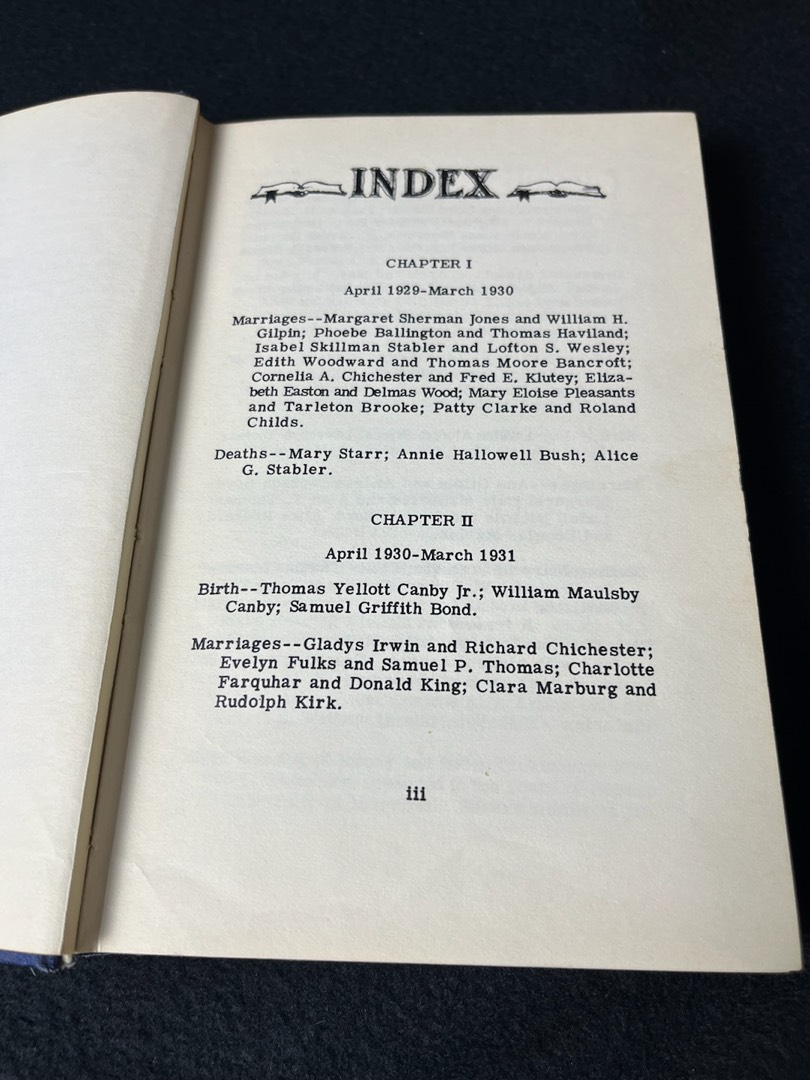 INDEX
CHAPTER I
April 1929-March 1930
Marriages--Margaret Sherman Jones and William H.
Gilpin; Phoebe Ballington and Thomas Haviland;
Isabel Skillman Stabler and Lofton S. Wesley;
Edith Woodward and Thomas Moore Bancroft;
Cornelia A. Chichester and Fred E. Klutey; Eliza-
beth Easton and Delmas Wood; Mary Eloise Pleasants
and Tarleton Brooke; Patty Clarke and Roland
Childs.
Deaths--Mary Starr; Annie Hallowell Bush; Alice
G. Stabler.
CHAPTER II
April 1930-March 1931
Birth--Thomas Yellott Canby Jr.; William Maulsby
Canby; Samuel Griffith Bond.
Marriages--Gladys Irwin and Richard Chichester;
Evelyn Fulks and Samuel P. Thomas; Charlotte
Farquhar and Donald King; Clara Marburg and
Rudolph Kirk.
iii